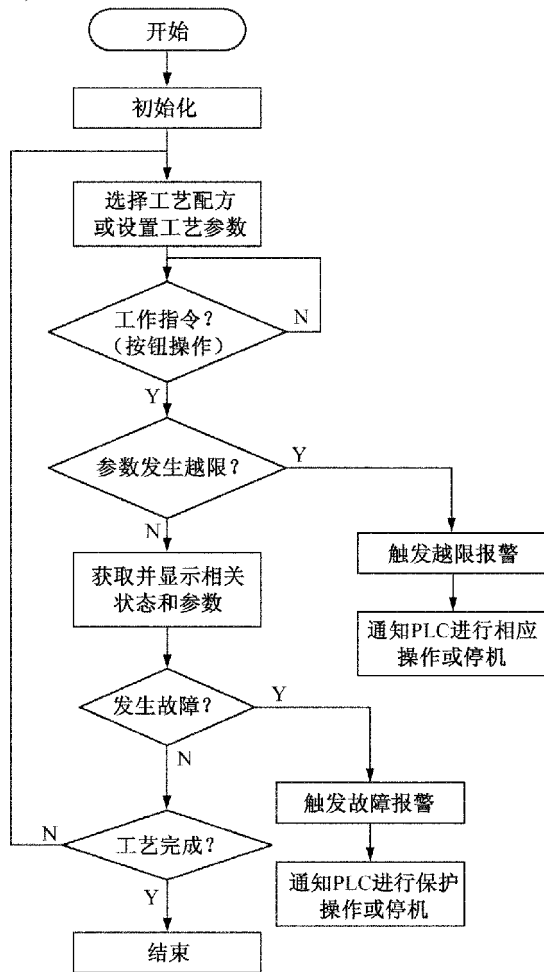 开始
初始化
选择工艺配方
或设置工艺参数
工作指令？
（按钮操作）
N
Y
参数发生越限？
Y
N
触发越限报警
获取并显示相关
状态和参数
通知PLC进行相应
操作或停机
发生故障？
Y
N
触发故障报警
工艺完成？
N
Y
通知PLC进行保护
操作或停机
结束